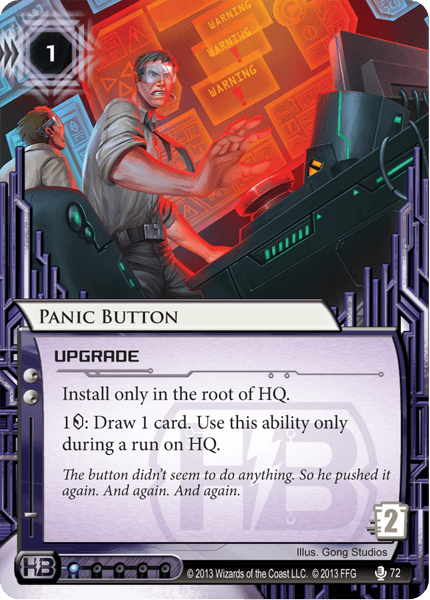 WARNING
WARNING
WARNING
1
PANIC BUTTON
UPGRADE
Install only in the root of HQ.
1: Draw 1 card. Use this ability only
during a run on HQ.
The button didn't seem to do anything. So he pushed it
again. And again. And again.
HB
2
Illus. Gong Studios
HB
© 2013 Wizards of the Coast LLC. © 2013 FFG
72